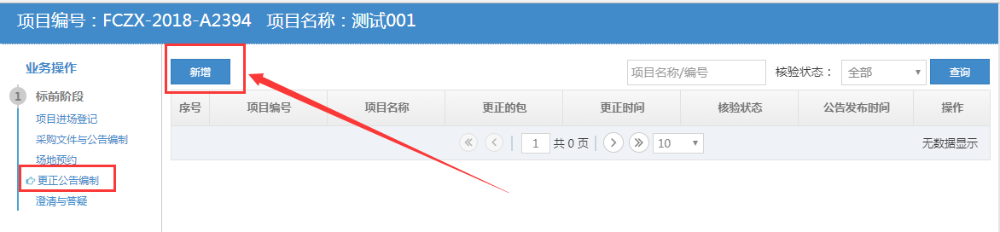 项目编号：FCZX-2018-A2394 项目名称：测试001
业务操作
1 标前阶段
项目进场登记
采购文件与公告编制
场地预约
更正公告编制
澄清与答疑
新增 项目名称/编号 核验状态： 全部 查询
序号 项目编号 项目名称 更正的包 更正时间 核验状态 公告发布时间 操作
1 共 0 页 10 无数据显示